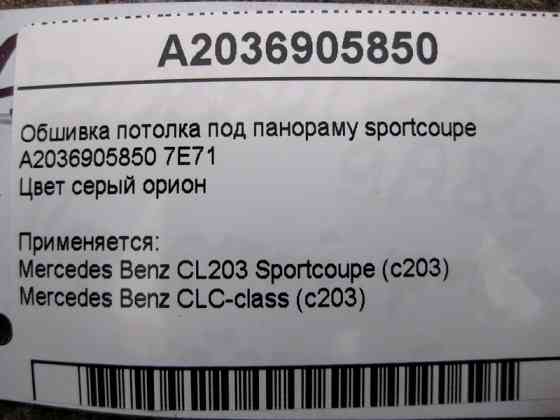 A2036905850
Обшивка потолка под панораму sportcoupe
A2036905850 7E71
Цвет серый орион
Применяется:
Mercedes Benz CL203 Sportcoupe (c203)
Mercedes Benz CLC-class (c203)